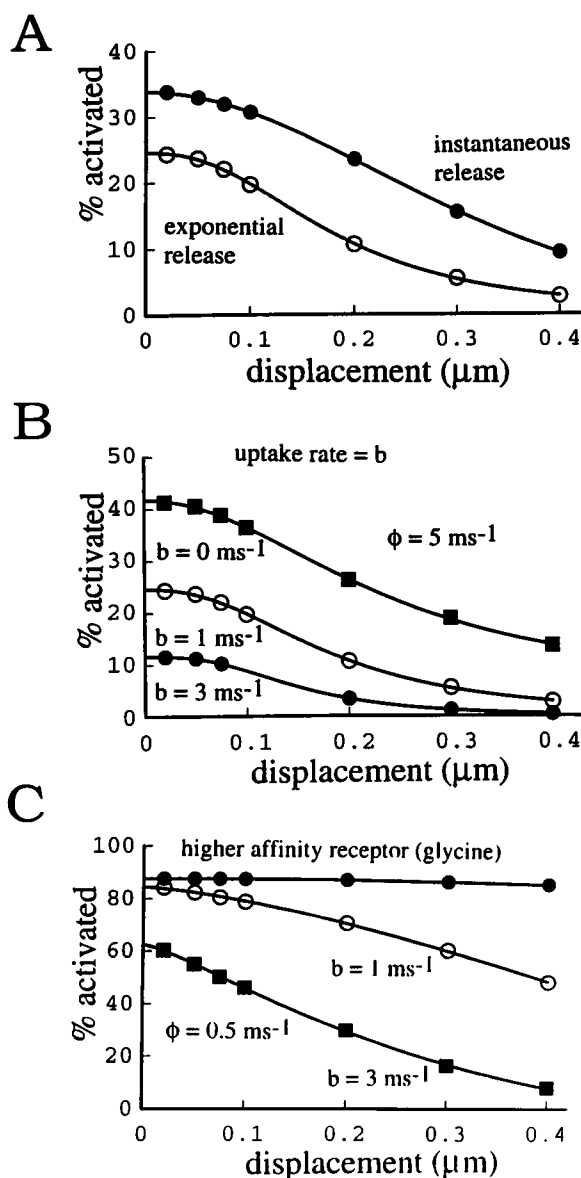 A
% activated
40
30
20
10
0
instantaneous
release
exponential
release
0 0.1 0.2 0.3 0.4
displacement (μm)
B
% activated
50
40
30
20
10
0
uptake rate = b
ϕ = 5 ms-1
b = 0 ms-1
b = 1 ms-1
b = 3 ms-1
0 0.1 0.2 0.3 0.4
displacement (μm)
C
% activated
100
80
60
40
20
0
higher affinity receptor (glycine)
b = 1 ms-1
ϕ = 0.5 ms-1
b = 3 ms-1
0 0.1 0.2 0.3 0.4
displacement (μm)